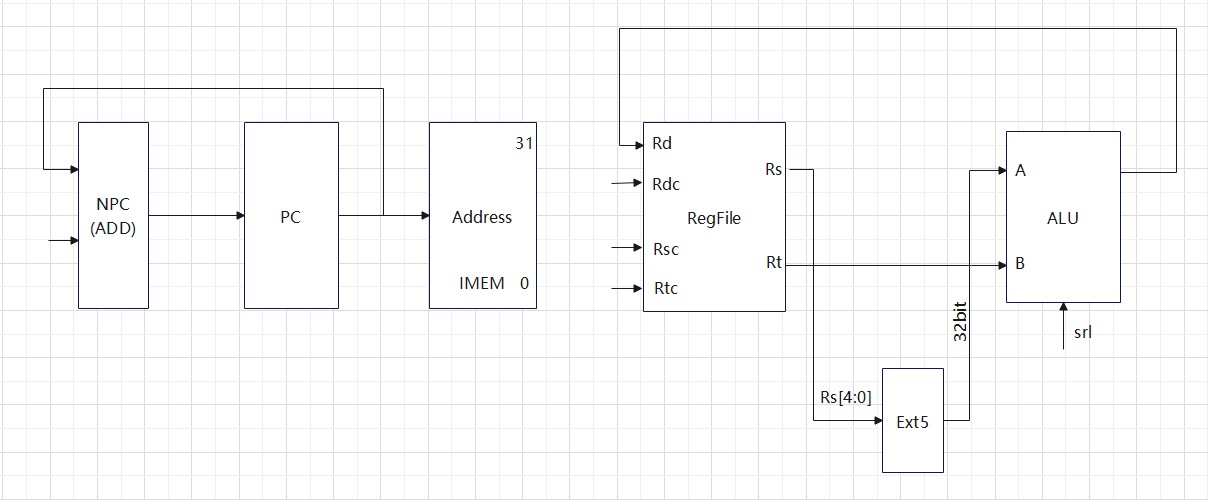 NPC
(ADD)
PC
31
Address
IMEM 0
Rd
Rdc
Rsc
Rtc
RegFile
Rs
Rt
Rs[4:0]
Ext5
32bit
A
B
ALU
srl